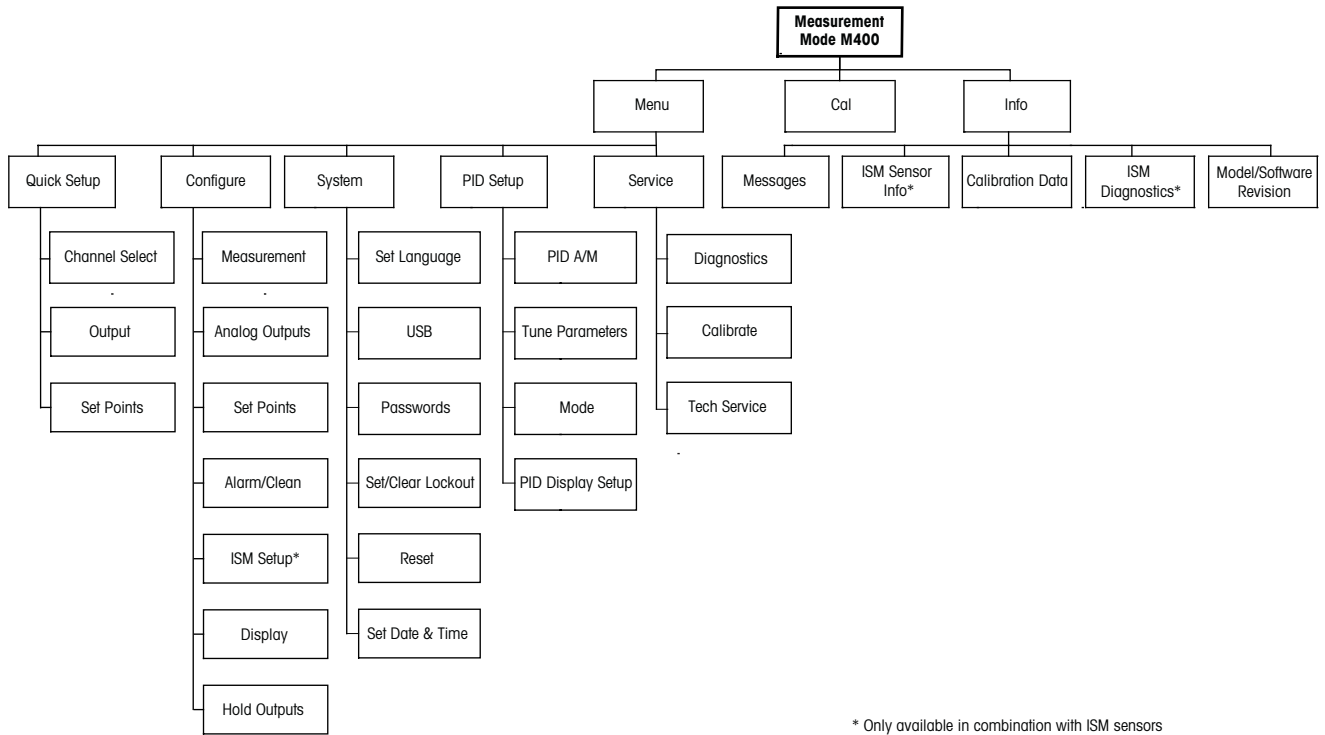 Measurement
Mode M400
Menu
Cal
Info
Quick Setup
Configure
System
PID Setup
Service
Messages
ISM Sensor
Info*
Calibration Data
ISM
Diagnostics*
Model/Software
Revision
Channel Select
Output
Set Points
Measurement
Analog Outputs
Set Points
Alarm/Clean
ISM Setup*
Display
Hold Outputs
Set Language
USB
Passwords
Set/Clear Lockout
Reset
Set Date & Time
PID A/M
Tune Parameters
Mode
PID Display Setup
Diagnostics
Calibrate
Tech Service
* Only available in combination with ISM sensors